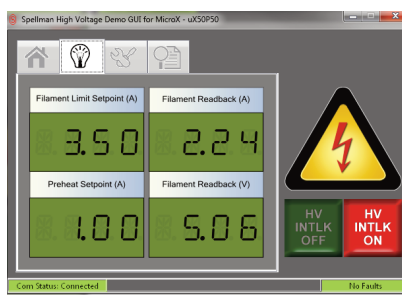 Spellman High Voltage Demo GUI for MicroX - uX50P50
Filament Limit Setpoint (A)
Filament Readback (A)
3.50
2.24
Preheat Setpoint (A)
Filament Readback (V)
1.00
5.06
HV
INTLK
OFF
HV
INTLK
ON
Com Status: Connected
No Faults